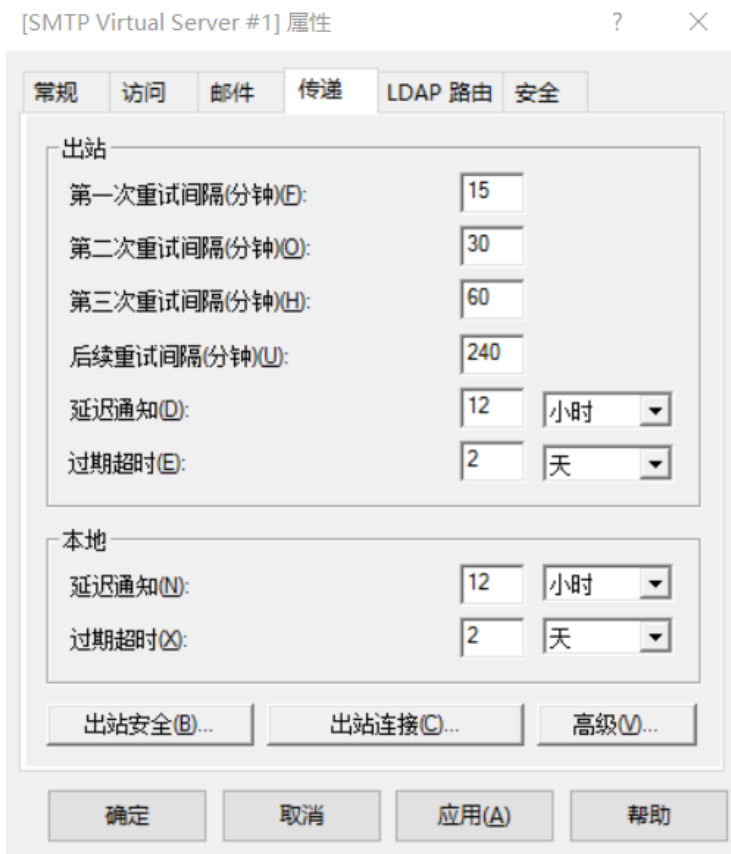 [SMTP Virtual Server #1] 属性 ? ×
常规 访问 邮件 传递 LDAP 路由 安全
出站
第一次重试间隔(分钟)(F): 15
第二次重试间隔(分钟)(O): 30
第三次重试间隔(分钟)(H): 60
后续重试间隔(分钟)(U): 240
延迟通知(D): 12 小时
过期超时(E): 2 天
本地
延迟通知(N): 12 小时
过期超时(X): 2 天
出站安全(B)... 出站连接(C)... 高级(V)...
确定 取消 应用(A) 帮助